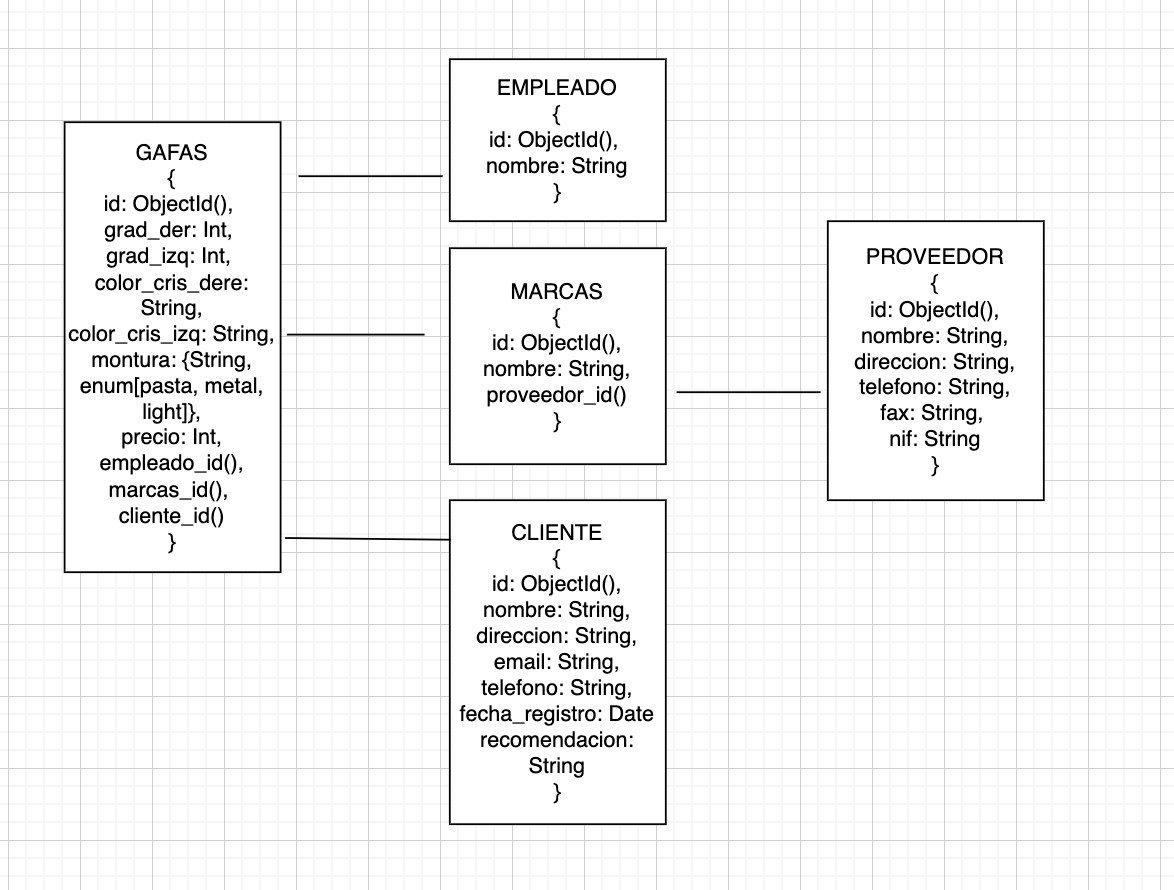 GAFAS
{
id: ObjectId(),
grad_der: Int,
grad_izq: Int,
color_cris_dere:
String,
color_cris_izq: String,
montura: {String,
enum[pasta, metal,
light]},
precio: Int,
empleado_id(),
marcas_id(),
cliente_id()
}
EMPLEADO
{
id: ObjectId(),
nombre: String
}
MARCAS
{
id: ObjectId(),
nombre: String,
proveedor_id()
}
CLIENTE
{
id: ObjectId(),
nombre: String,
direccion: String,
email: String,
telefono: String,
fecha_registro: Date
recomendacion:
String
}
PROVEEDOR
{
id: ObjectId(),
nombre: String,
direccion: String,
telefono: String,
fax: String,
nif: String
}